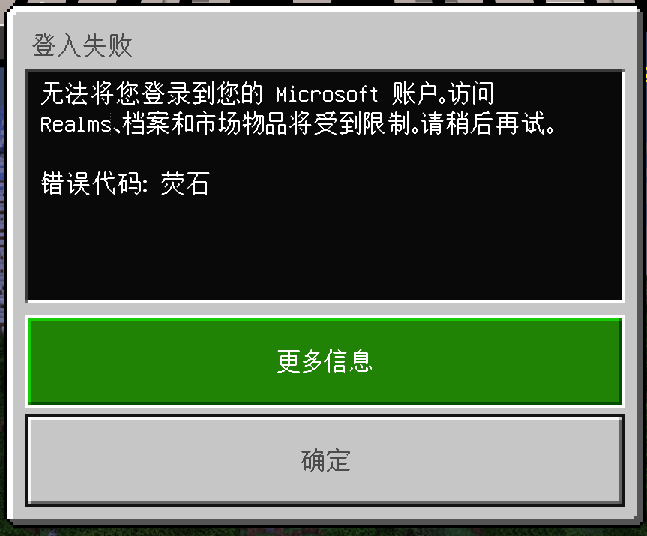 登入失败
无法将您登录到您的 Microsoft 账户。访问
Realms、档案和市场物品将受到限制。请稍后再试。
错误代码: 荧石
更多信息
确定